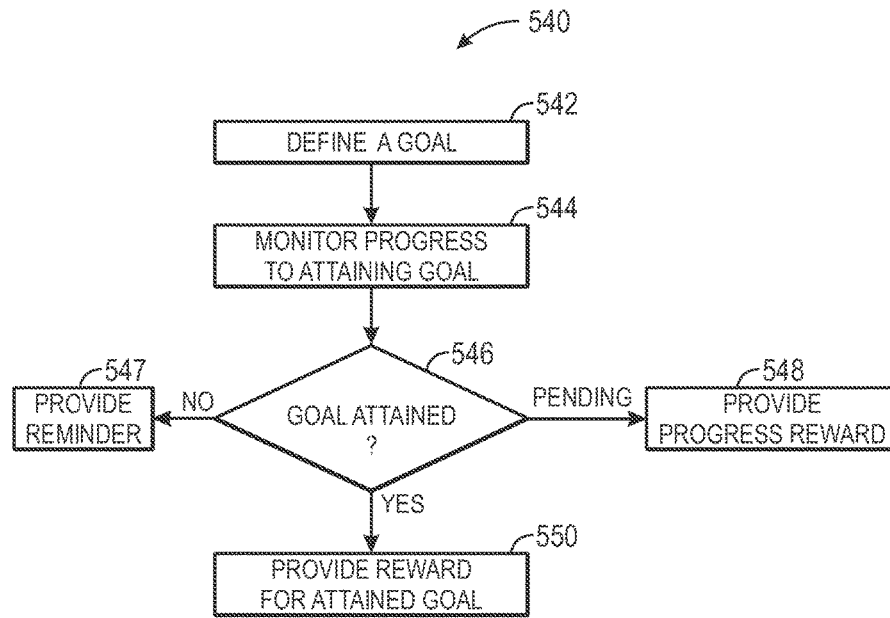 540
542
DEFINE A GOAL
544
MONITOR PROGRESS
TO ATTAINING GOAL
546
547
PROVIDE
REMINDER
NO
GOAL ATTAINED
?
PENDING
548
PROVIDE
PROGRESS REWARD
YES
550
PROVIDE REWARD
FOR ATTAINED GOAL